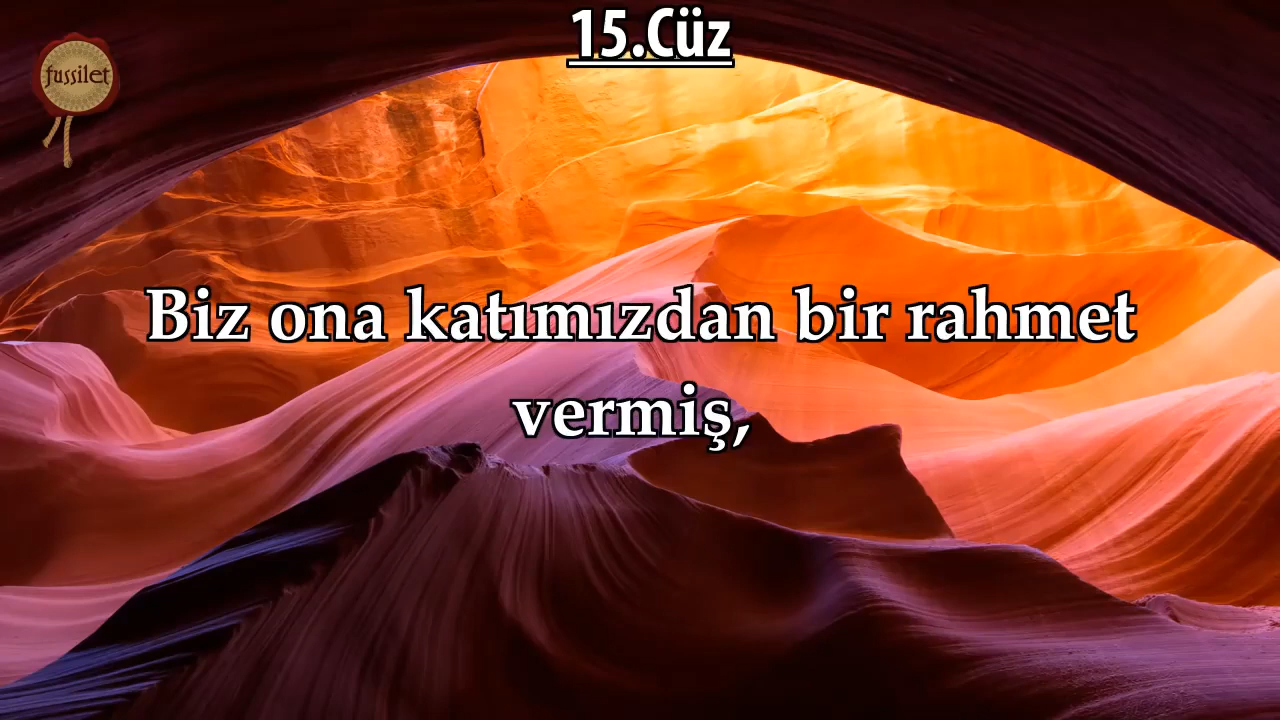 15.Cüz
fussilet
Biz ona katımızdan bir rahmet
vermiş,